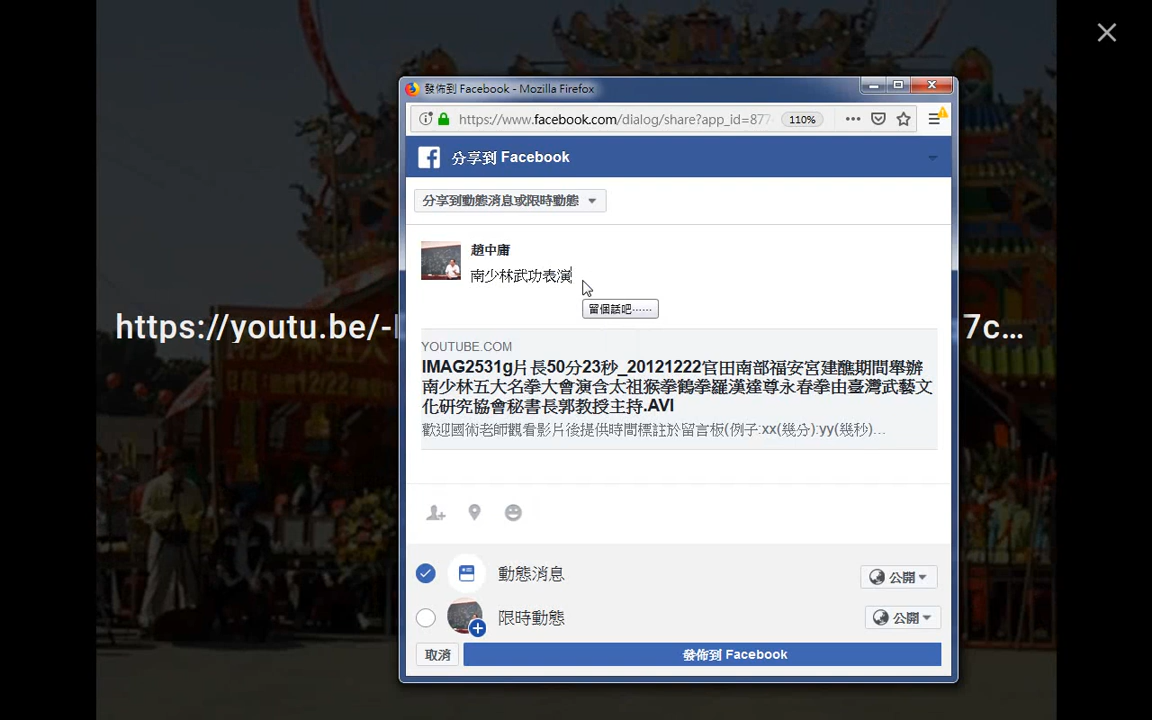 發佈到 Facebook - Mozilla Firefox
https://www.facebook.com/dialog/share?app_id=877
110%
分享到 Facebook
分享到動態消息或限時動態
趙中庸
南少林武功表演
留個話吧……
https://youtu.be/-
7c…
YOUTUBE.COM
IMAG2531g片長50分23秒_20121222官田南部福安宮建醮期間舉辦
南少林五大名拳大會演含太祖猴拳鶴拳羅漢達尊永春拳由臺灣武藝文
化研究協會秘書長郭教授主持.AVI
歡迎國術老師觀看影片後提供時間標註於留言板(例子:xx(幾分):yy(幾秒)…
動態消息
公開
限時動態
公開
取消
發佈到 Facebook